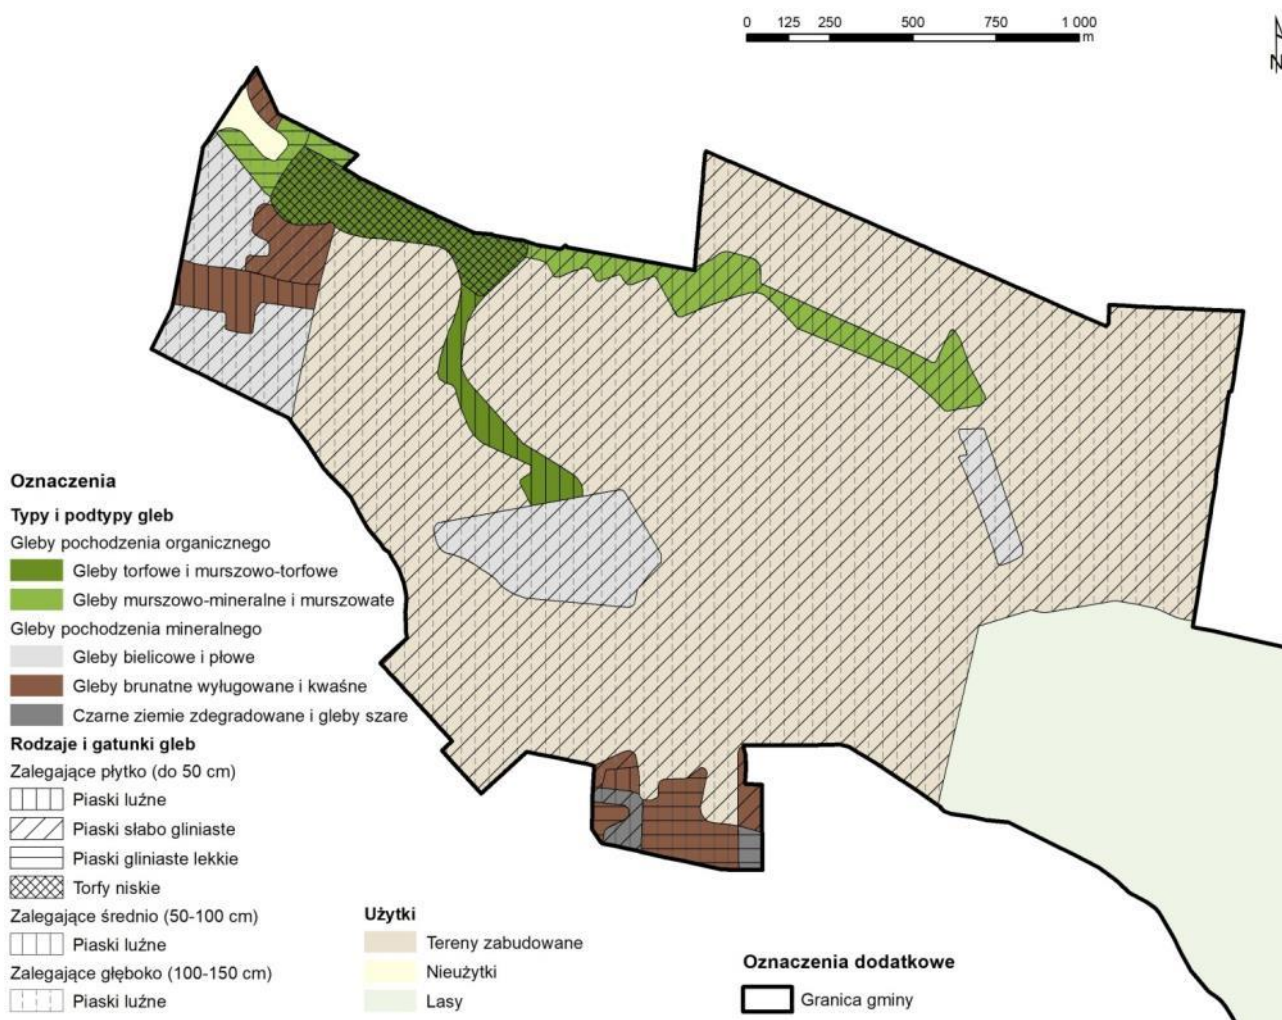 0 125 250 500 750 1 000
m
N
Oznaczenia
Typy i podtypy gleb
Gleby pochodzenia organicznego
Gleby torfowe i murszowo-torfowe
Gleby murszowo-mineralne i murszowate
Gleby pochodzenia mineralnego
Gleby bielicowe i płowe
Gleby brunatne wyługowane i kwaśne
Czarne ziemie zdegradowane i gleby szare
Rodzaje i gatunki gleb
Zalegające płytko (do 50 cm)
Piaski luźne
Piaski słabo gliniaste
Piaski gliniaste lekkie
Torfy niskie
Zalegające średnio (50-100 cm)
Piaski luźne
Zalegające głęboko (100-150 cm)
Piaski luźne
Użytki
Tereny zabudowane
Nieużytki
Lasy
Oznaczenia dodatkowe
Granica gminy